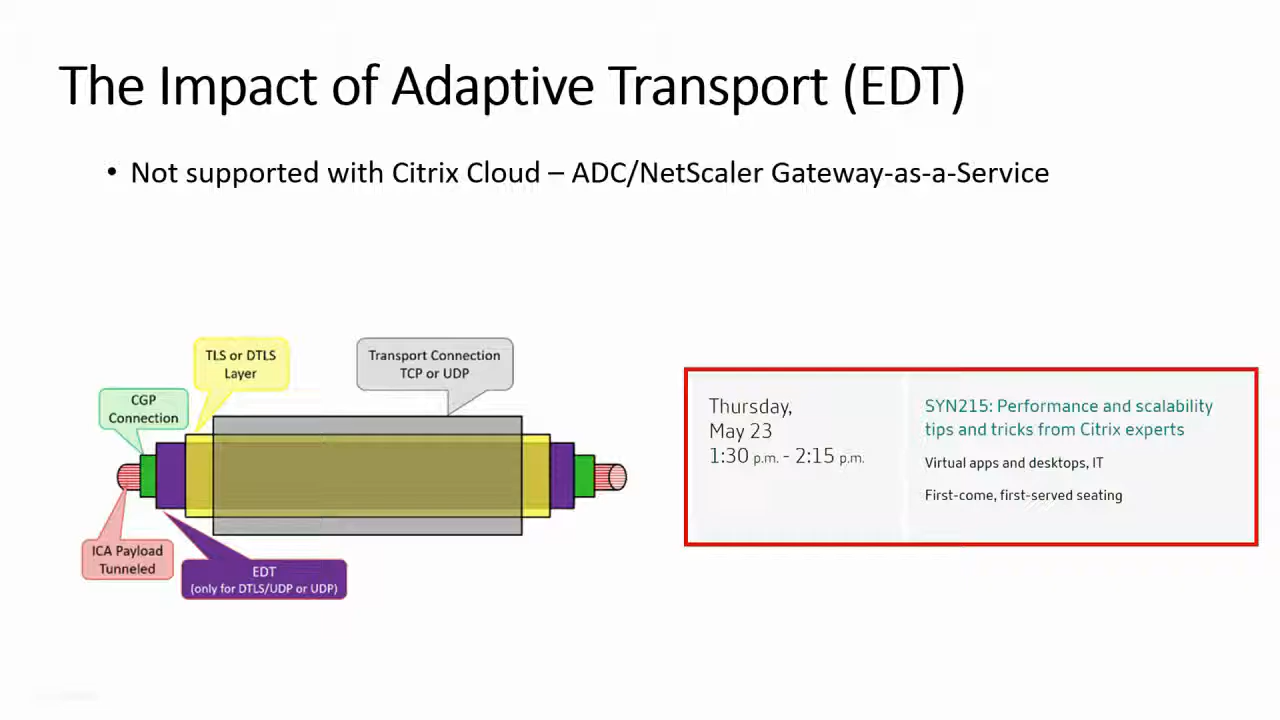 The Impact of Adaptive Transport (EDT)
• Not supported with Citrix Cloud – ADC/NetScaler Gateway-as-a-Service
TLS or DTLS
Layer
Transport Connection
TCP or UDP
CGP
Connection
ICA Payload
Tunneled
EDT
(only for DTLS/UDP or UDP)
Thursday,
May 23
1:30 p.m. - 2:15 p.m.
SYN215: Performance and scalability
tips and tricks from Citrix experts
Virtual apps and desktops, IT
First-come, first-served seating